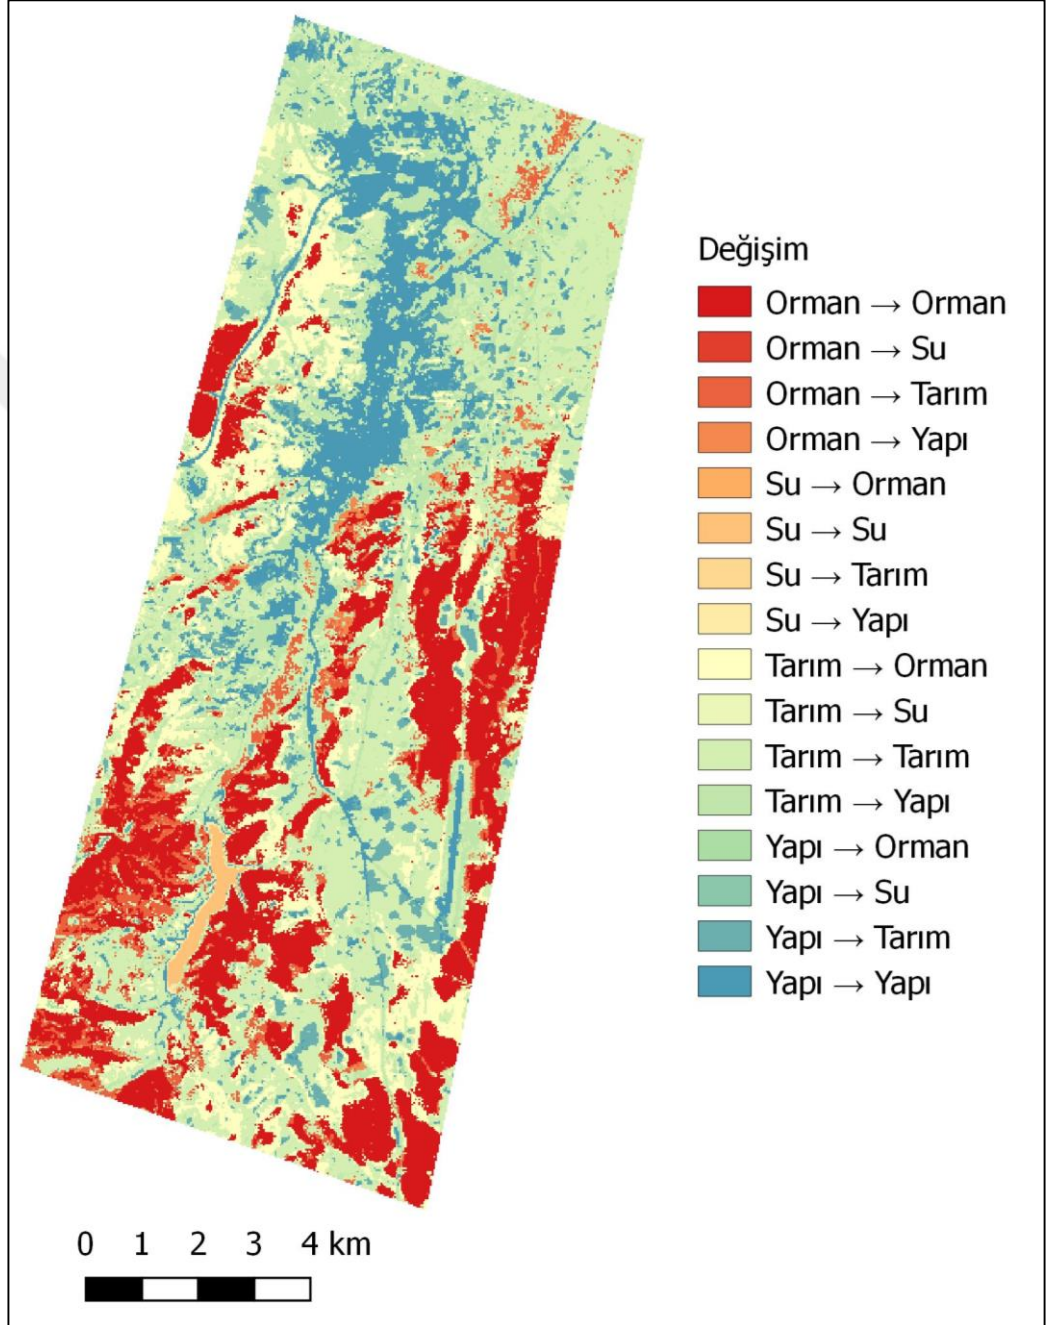 Değişim
Orman → Orman
Orman → Su
Orman → Tarım
Orman → Yapı
Su → Orman
Su → Su
Su → Tarım
Su → Yapı
Tarım → Orman
Tarım → Su
Tarım → Tarım
Tarım → Yapı
Yapı → Orman
Yapı → Su
Yapı → Tarım
Yapı → Yapı
0 1 2 3 4 km